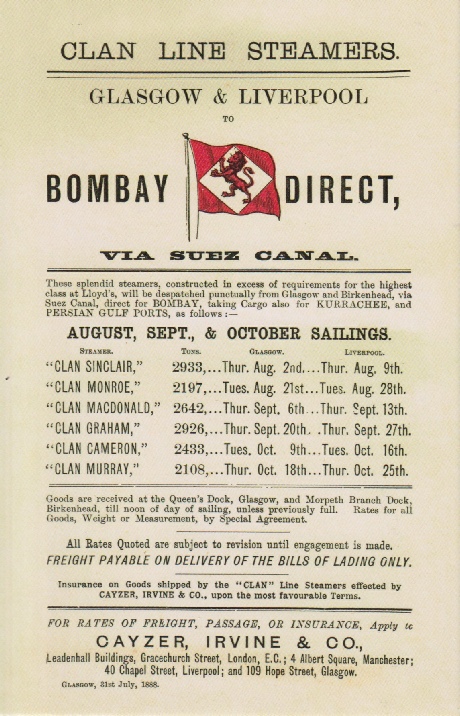 CLAN LINE STEAMERS.
GLASGOW & LIVERPOOL
TO
BOMBAY DIRECT,
VIA SUEZ CANAL.
These splendid steamers, constructed in excess of requirements for the highest
class at Lloyd's, will be despatched punctually from Glasgow and Birkenhead, via
Suez Canal, direct for BOMBAY, taking Cargo also for KURRACHEE, and
PERSIAN GULF PORTS, as follows:—
AUGUST, SEPT., & OCTOBER SAILINGS.
STEAMER. TONS. GLASGOW. LIVERPOOL.
"CLAN SINCLAIR," 2933,...Thur. Aug. 2nd....Thur. Aug. 9th.
"CLAN MONROE," 2197,...Tues. Aug. 21st...Tues. Aug. 28th.
"CLAN MACDONALD," 2642,...Thur. Sept. 6th...Thur. Sept. 13th.
"CLAN GRAHAM," 2926,...Thur. Sept. 20th. .Thur. Sept. 27th.
"CLAN CAMERON," 2433,...Tues. Oct. 9th...Tues. Oct. 16th.
"CLAN MURRAY," 2108,...Thur. Oct. 18th...Thur. Oct. 25th.
Goods are received at the Queen's Dock, Glasgow, and Morpeth Branch Dock,
Birkenhead, till noon of day of sailing, unless previously full. Rates for all
Goods, Weight or Measurement, by Special Agreement.
All Rates Quoted are subject to revision until engagement is made.
FREIGHT PAYABLE ON DELIVERY OF THE BILLS OF LADING ONLY.
Insurance on Goods shipped by the "CLAN" Line Steamers effected by
CAYZER, IRVINE & CO., upon the most favourable Terms.
FOR RATES OF FREIGHT, PASSAGE, OR INSURANCE, Apply to
CAYZER, IRVINE & CO.,
Leadenhall Buildings, Gracechurch Street, London, E.C.; 4 Albert Square, Manchester;
40 Chapel Street, Liverpool; and 109 Hope Street, Glasgow.
GLASGOW, 31st July, 1888.